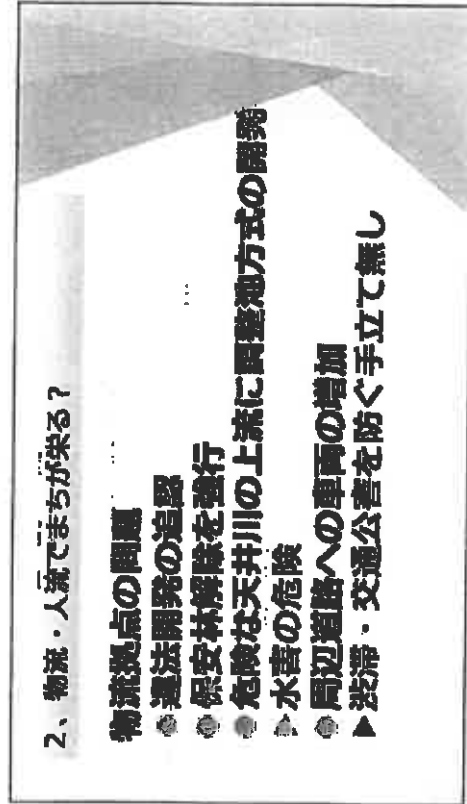 2、物流・人流でまちが栄る？
物流拠点の問題
違法開発の追認
保安林解除を強行
危険な天井川の上流に調整池方式の開発
▲水害の危険
周辺道路への車両の増加
▲渋滞・交通公害を防ぐ手立て無し